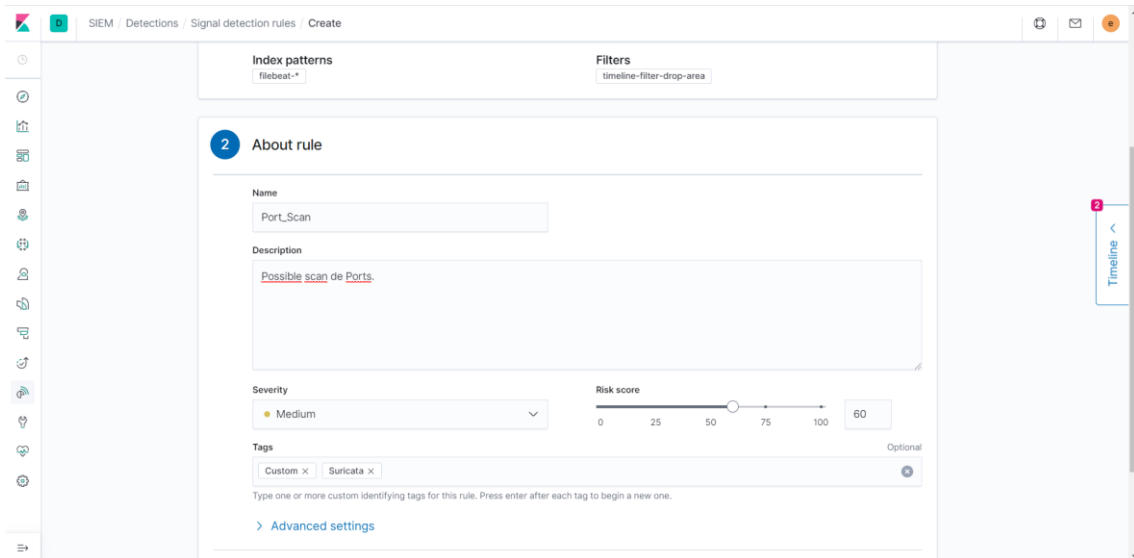 D SIEM / Detections / Signal detection rules / Create e
Index patterns Filters
filebeat-* timeline-filter-drop-area
2 About rule
Name
Port_Scan
Description
Possible scan de Ports.
Severity Risk score
Medium 60
0 25 50 75 100
Tags Optional
Custom × Suricata ×
Type one or more custom identifying tags for this rule. Press enter after each tag to begin a new one.
Advanced settings
2
Timeline